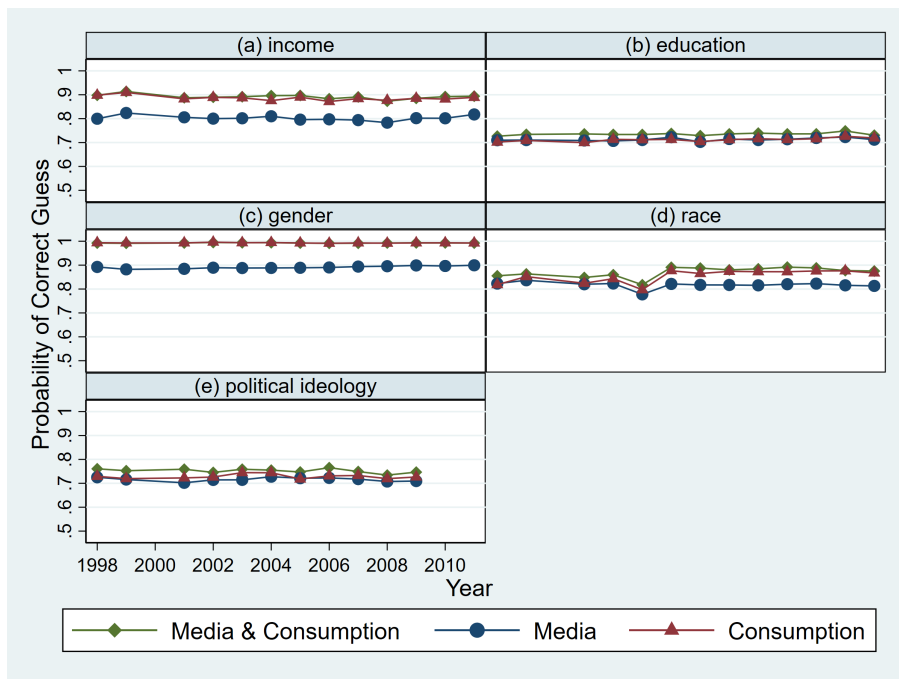 (a) income
(b) education
1
.9
.8
.7
.6
.5
(c) gender
(d) race
1
.9
.8
.7
.6
.5
(e) political ideology
1
.9
.8
.7
.6
.5
Probability of Correct Guess
1998 2000 2002 2004 2006 2008 2010
Year
Media & Consumption Media Consumption